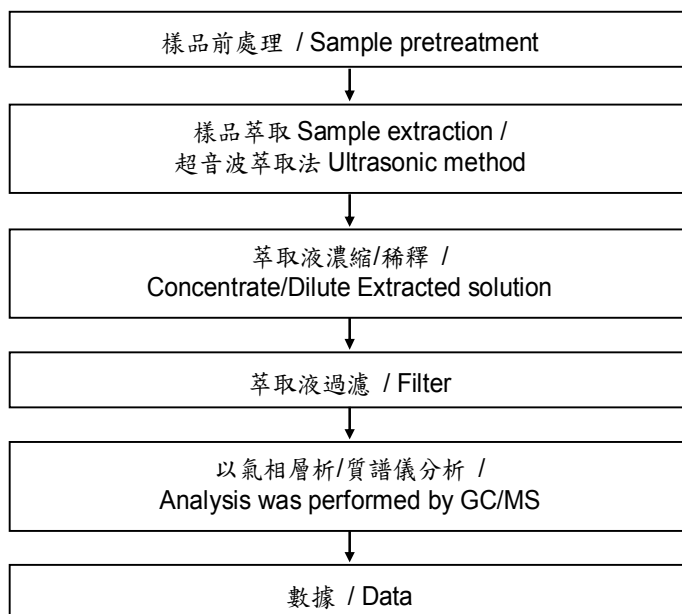 樣品前處理 / Sample pretreatment
樣品萃取 Sample extraction /
超音波萃取法 Ultrasonic method
萃取液濃縮/稀釋 /
Concentrate/Dilute Extracted solution
萃取液過濾 / Filter
以氣相層析/質譜儀分析 /
Analysis was performed by GC/MS
數據 / Data